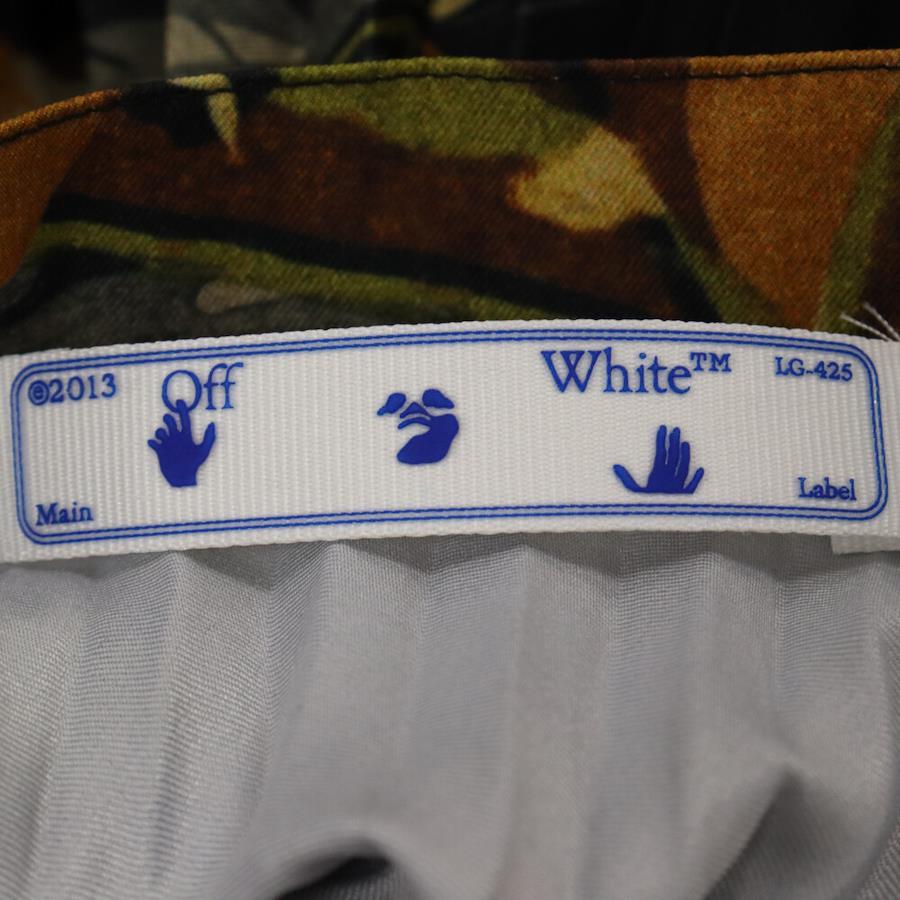 ©2013 Off White™ LG-425
Main Label